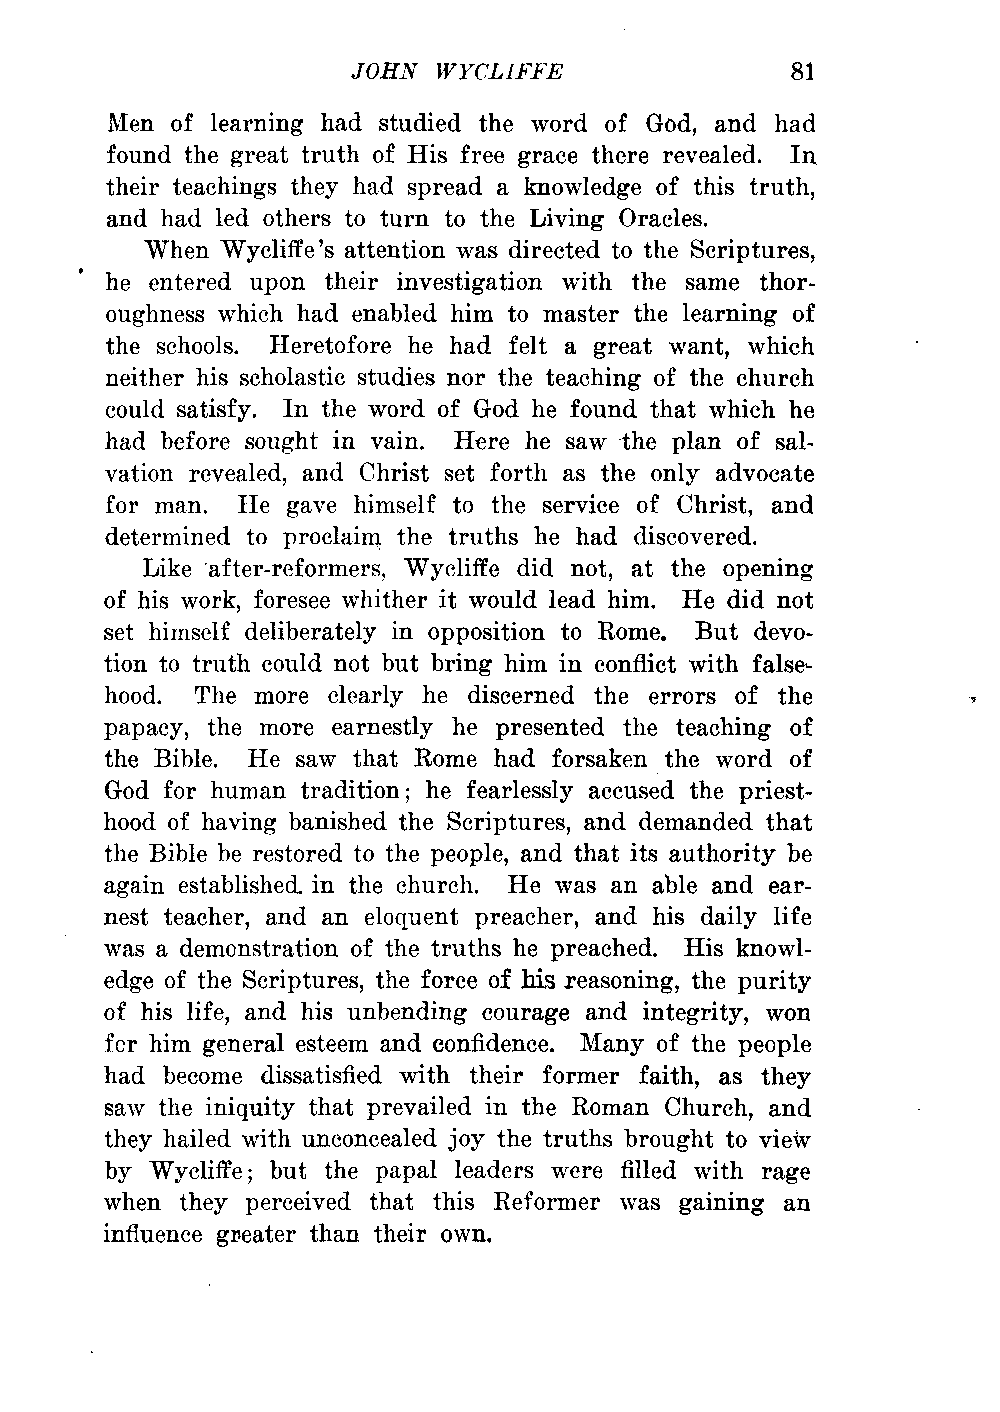 JOHN WYCLIFFE 81
Men of learning had studied the word of God, and had
found the great truth of His free grace there revealed. In
their teachings they had spread a knowledge of this truth,
and had led others to turn to the Living Oracles.
When Wycliffe's attention was directed to the Scriptures,
he entered upon their investigation with the same thor-
oughness which had enabled him to master the learning of
the schools. Heretofore he had felt a great want, which
neither his scholastic studies nor the teaching of the church
could satisfy. In the word of God he found that which he
had before sought in vain. Here he saw the plan of sal-
vation revealed, and Christ set forth as the only advocate
for man. He gave himself to the service of Christ, and
determined to proclaim the truths he had discovered.
Like after-reformers, Wycliffe did not, at the opening
of his work, foresee whither it would lead him. He did not
set himself deliberately in opposition to Rome. But devo-
tion to truth could not but bring him in conflict with false-
hood. The more clearly he discerned the errors of the
papacy, the more earnestly he presented the teaching of
the Bible. He saw that Rome had forsaken the word of
God for human tradition; he fearlessly accused the priest-
hood of having banished the Scriptures, and demanded that
the Bible be restored to the people, and that its authority be
again established in the church. He was an able and ear-
nest teacher, and an eloquent preacher, and his daily life
was a demonstration of the truths he preached. His knowl-
edge of the Scriptures, the force of his reasoning, the purity
of his life, and his unbending courage and integrity, won
for him general esteem and confidence. Many of the people
had become dissatisfied with their former faith, as they
saw the iniquity that prevailed in the Roman Church, and
they hailed with unconcealed joy the truths brought to view
by Wycliffe; but the papal leaders were filled with rage
when they perceived that this Reformer was gaining an
influence greater than their own.